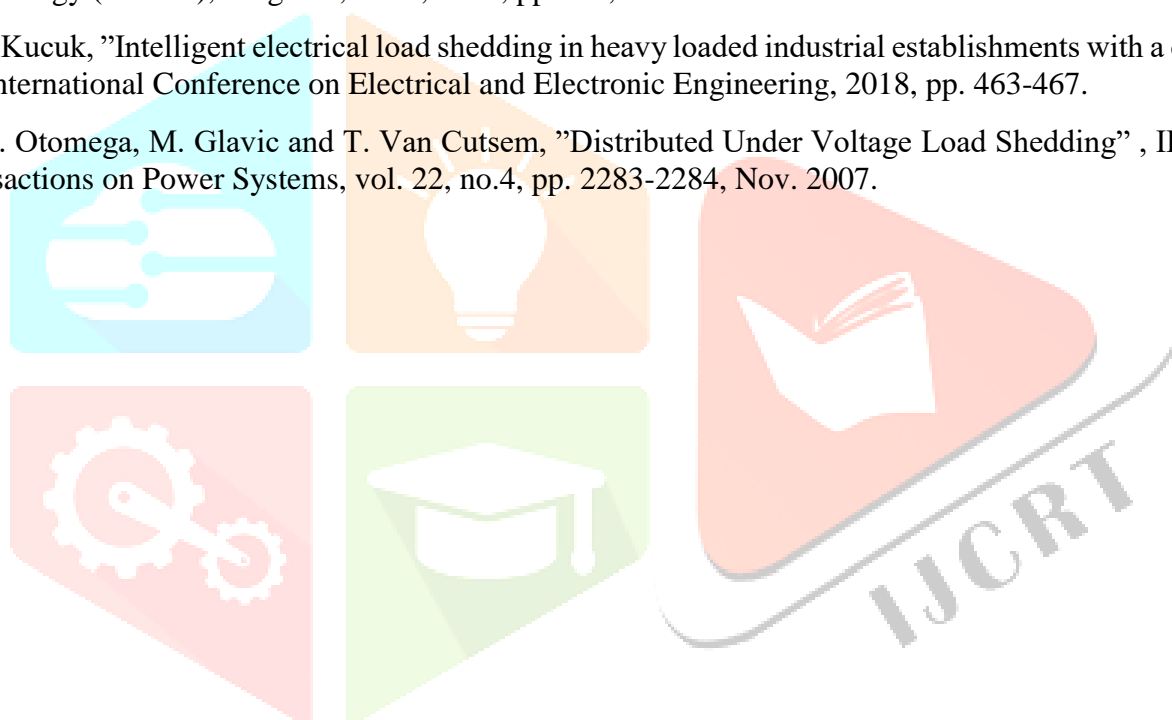 Kucuk, ”Intelligent electrical load shedding in heavy loaded industrial establishments with a
International Conference on Electrical and Electronic Engineering, 2018, pp. 463-467.
. Otomega, M. Glavic and T. Van Cutsem, ”Distributed Under Voltage Load Shedding” ,
sactions on Power Systems, vol. 22, no.4, pp. 2283-2284, Nov. 2007.
IJCRT